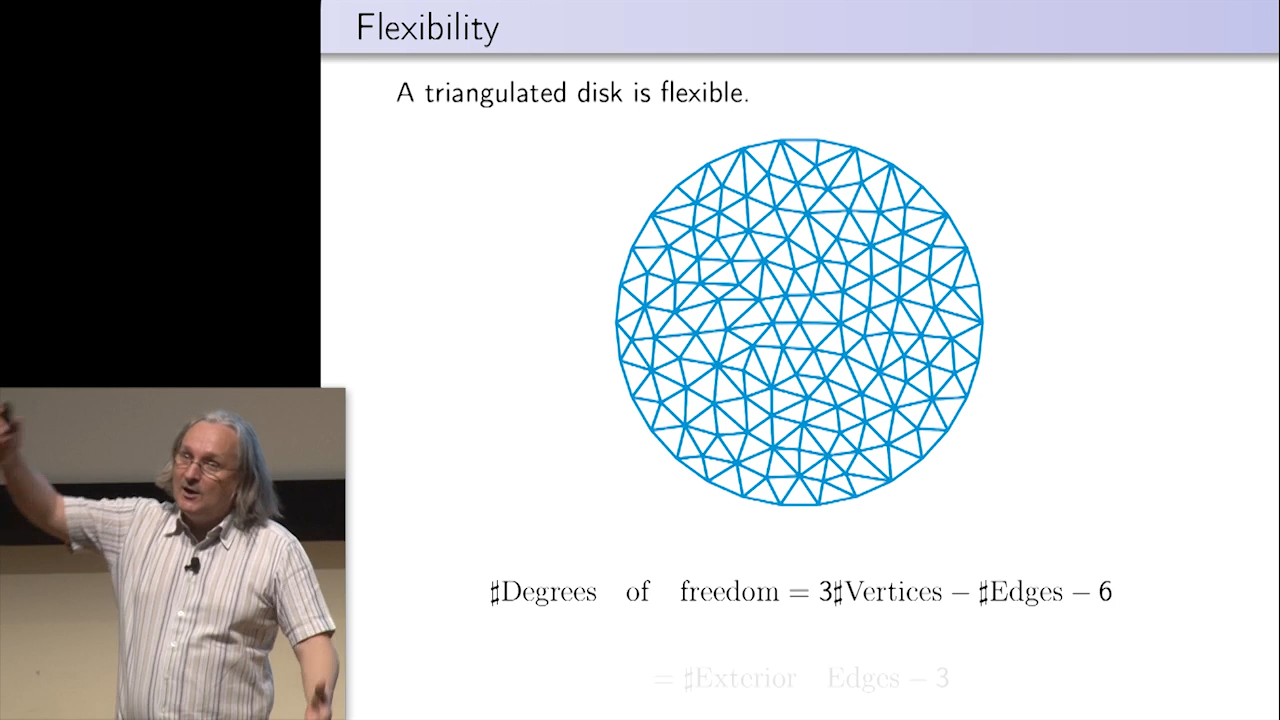 Flexibility
A triangulated disk is flexible.
♯Degrees of freedom = 3♯Vertices − ♯Edges − 6
= ♯Exterior Edges − 3